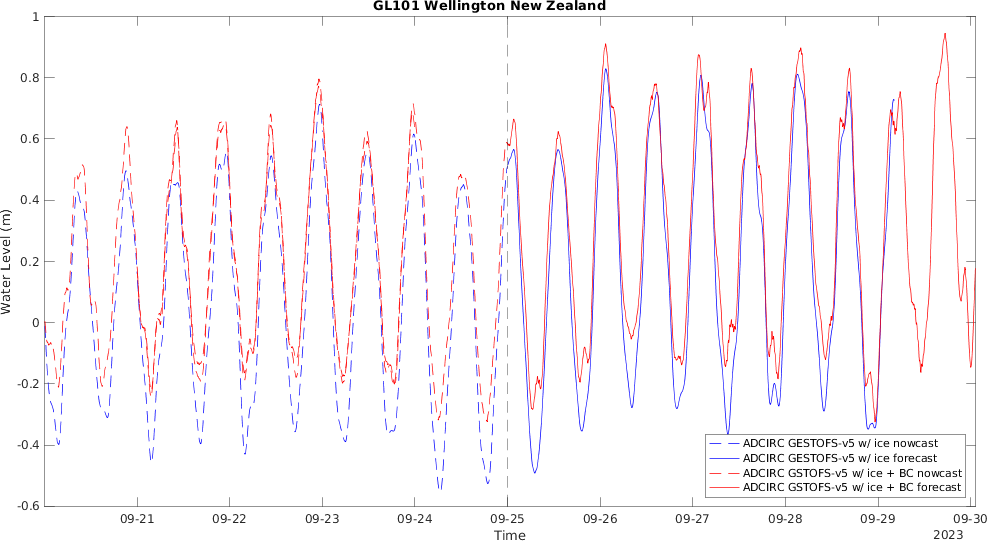 GL101 Wellington New Zealand
1
0.8
0.6
0.4
0.2
0
-0.2
-0.4
-0.6
Water Level (m)
ADCIRC GESTOFS-v5 w/ ice nowcast
ADCIRC GESTOFS-v5 w/ ice forecast
ADCIRC GSTOFS-v5 w/ ice + BC nowcast
ADCIRC GSTOFS-v5 w/ ice + BC forecast
09-21 09-22 09-23 09-24 09-25 09-26 09-27 09-28 09-29 09-30
Time
2023